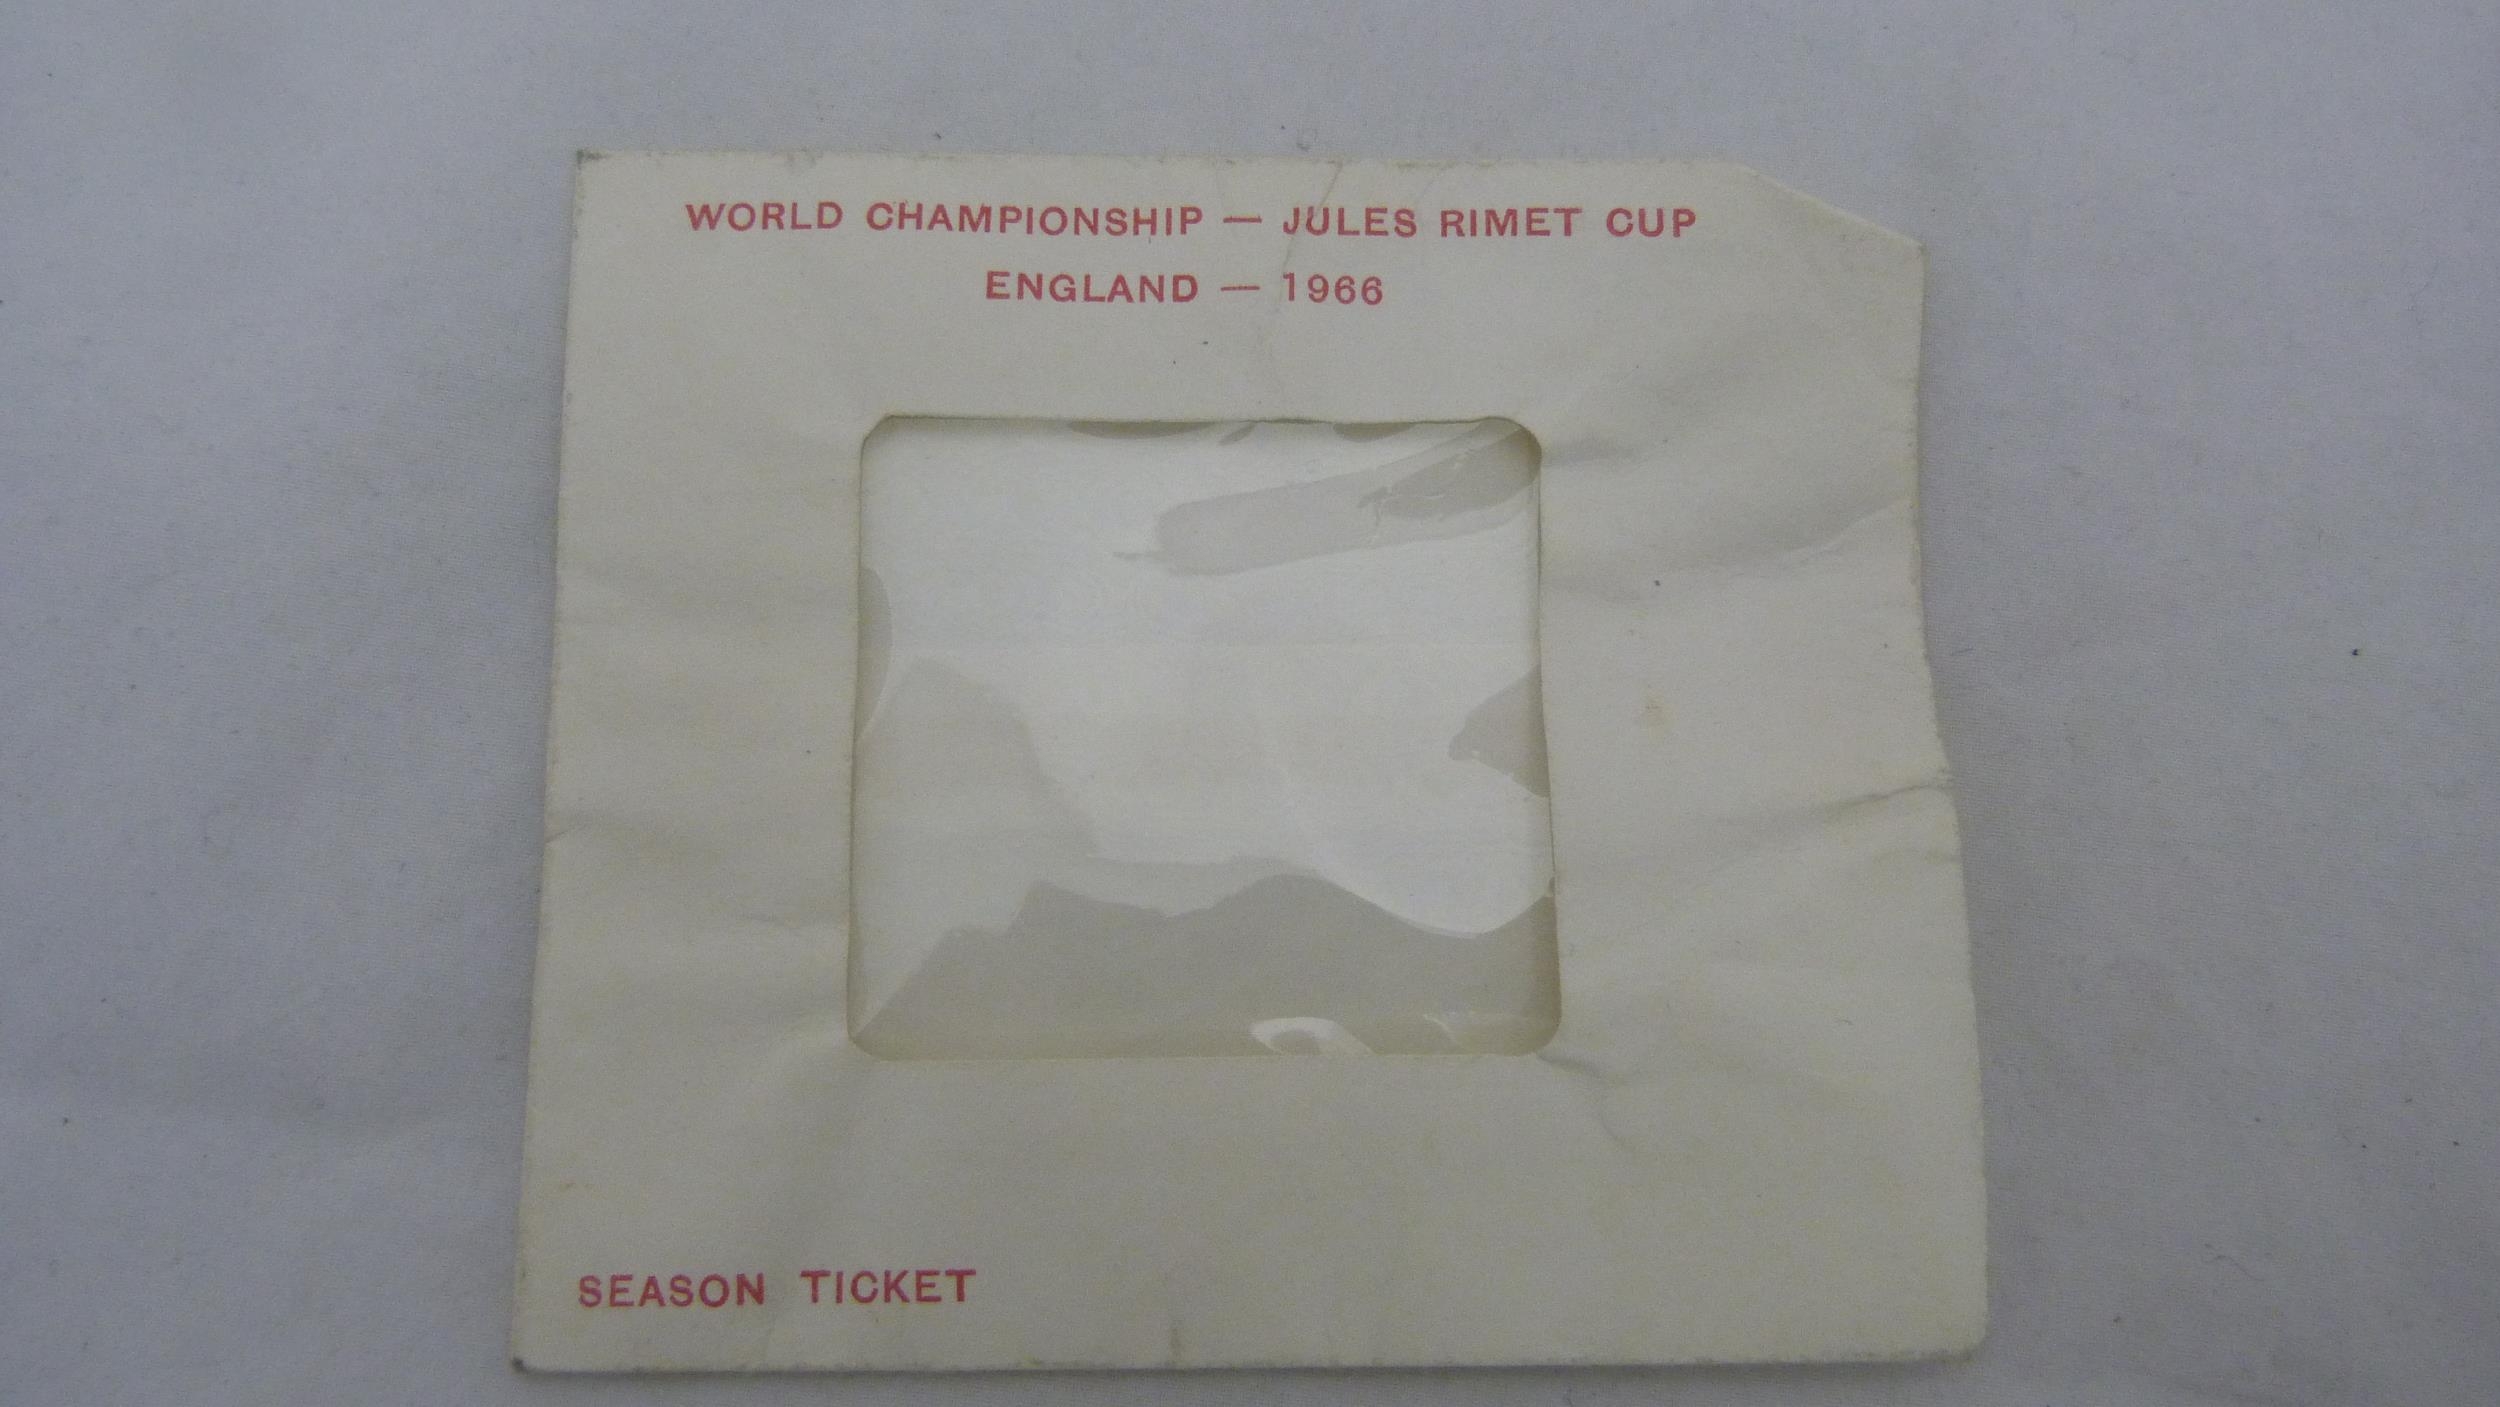 WORLD CHAMPIONSHIP — JULES RIMET CUP
ENGLAND — 1966
SEASON TICKET